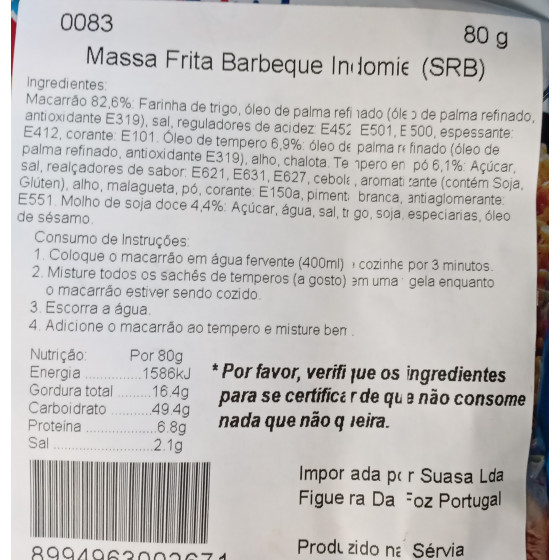 0083
80 g
Massa Frita Barbeque Indomie (SRB)
Ingredientes:
Macarrão 82,6%: Farinha de trigo, óleo de palma refinado (óleo de palma refinado,
antioxidante E319), sal, reguladores de acidez: E452 E501, E500, espessante:
E412, corante: E101. Óleo de tempero 6,9%: óleo de palma refinado (óleo de
palma refinado, antioxidante E319), alho, chalota. Tempero em pó 6,1%: Açúcar,
sal, realçadores de sabor: E621, E631, E627, cebola, aromatizante (contém Soja,
Glúten), alho, malagueta, pó, corante: E150a, pimenta branca, antiaglomerante:
E551. Molho de soja doce 4,4%: Açúcar, água, sal, trigo, soja, especiarias, óleo
de sésamo.
Consumo de Instruções:
1. Coloque o macarrão em água fervente (400ml) cozinhe por 3 minutos.
2. Misture todos os sachês de temperos (a gosto) em uma gela enquanto
o macarrão estiver sendo cozido.
3. Escorra a água.
4. Adicione o macarrão ao tempero e misture bem.
Nutrição: Por 80g
Energia ..............1586kJ
Gordura total ..........16.4g
Carboidrato ..........49.4g
Proteína ....................6.8g
Sal ...........................2.1g
* Por favor, verifique os ingredientes
para se certificar de que não consome
nada que não queira.
Importada por Suasa Lda
Figueira Da Foz Portugal
Produzido na Sérvia
8994963002671